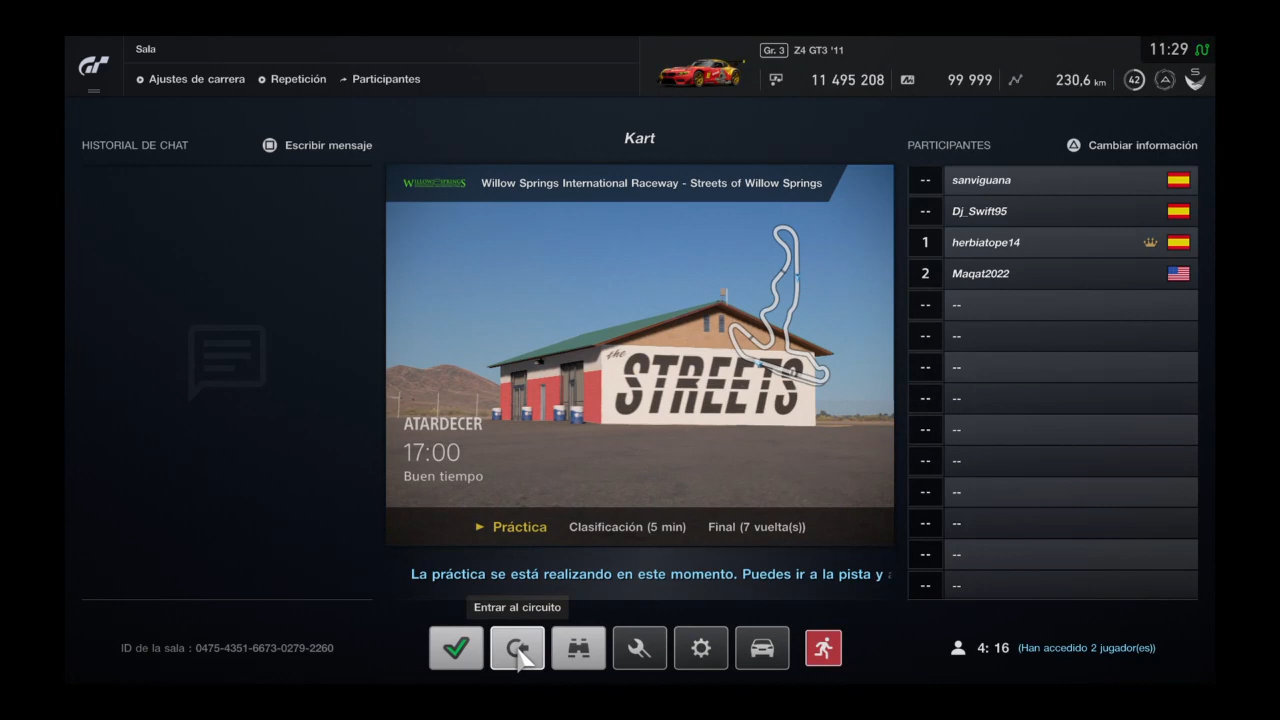 Sala
Gr. 3 Z4 GT3 '11
11:29
Ajustes de carrera Repetición Participantes
11 495 208 99 999 230,6 km 42
S
HISTORIAL DE CHAT
Escribir mensaje
Kart
PARTICIPANTES
Cambiar información
WILLOW SPRINGS
Willow Springs International Raceway - Streets of Willow Springs
the
STREETS
ATARDECER
17:00
Buen tiempo
Práctica Clasificación (5 min) Final (7 vuelta(s))
La práctica se está realizando en este momento. Puedes ir a la pista y
Entrar al circuito
-- sanviguana
-- Dj_Swift95
1 herbiatope14
2 Maqat2022
-- --
-- --
-- --
-- --
-- --
-- --
-- --
-- --
-- --
-- --
ID de la sala : 0475-4351-6673-0279-2260
4: 16 (Han accedido 2 jugador(es))